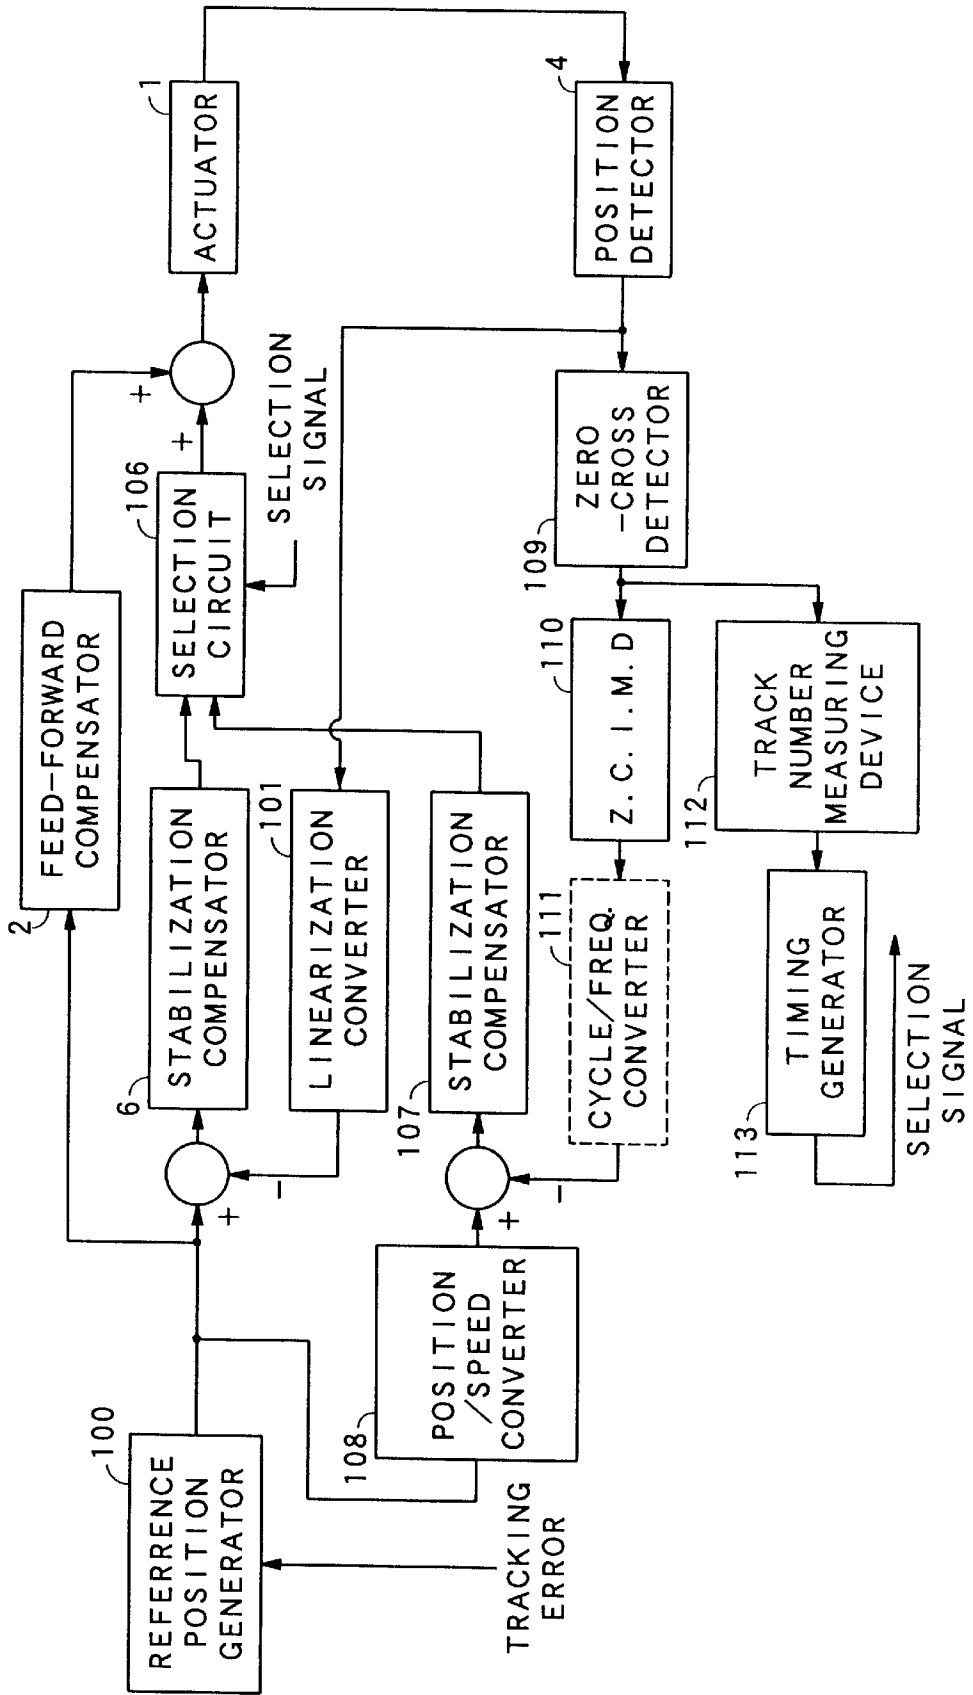 2
FEED-FORWARD
COMPENSATOR
1
ACTUATOR
100
REFERRENCE
POSITION
GENERATOR
+
-
6
STABILIZATION
COMPENSATOR
106
SELECTION
CIRCUIT
+
+
SELECTION
SIGNAL
101
LINEARIZATION
CONVERTER
TRACKING
ERROR
108
POSITION
/SPEED
CONVERTER
+
-
107
STABILIZATION
COMPENSATOR
4
POSITION
DETECTOR
111
CYCLE/FREQ.
CONVERTER
110
Z. C. I. M. D
109
ZERO
-CROSS
DETECTOR
113
TIMING
GENERATOR
112
TRACK
NUMBER
MEASURING
DEVICE
SELECTION
SIGNAL